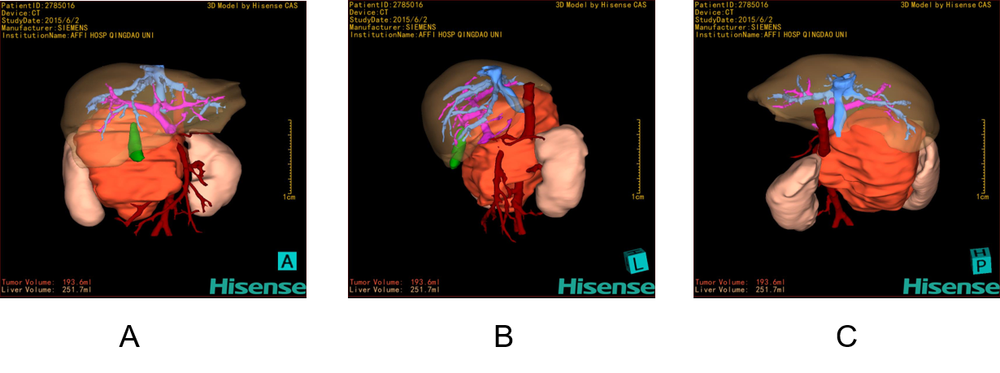 PatientID:2785016
3D Model by Hisense CAS
Device:CT
StudyDate:2015/6/2
Manufacturer:SIEMENS
InstitutionName:AFFI HOSP QINGDAO UNI
1cm
A
Tumor Volume: 193.6ml
Liver Volume: 251.7ml
Hisense
A
PatientID:2785016
3D Model by Hisense CAS
Device:CT
StudyDate:2015/6/2
Manufacturer:SIEMENS
InstitutionName:AFFI HOSP QINGDAO UNI
1cm
L
Tumor Volume: 193.6ml
Liver Volume: 251.7ml
Hisense
B
PatientID:2785016
3D Model by Hisense CAS
Device:CT
StudyDate:2015/6/2
Manufacturer:SIEMENS
InstitutionName:AFFI HOSP QINGDAO UNI
1cm
H
P
Tumor Volume: 193.6ml
Liver Volume: 251.7ml
Hisense
C